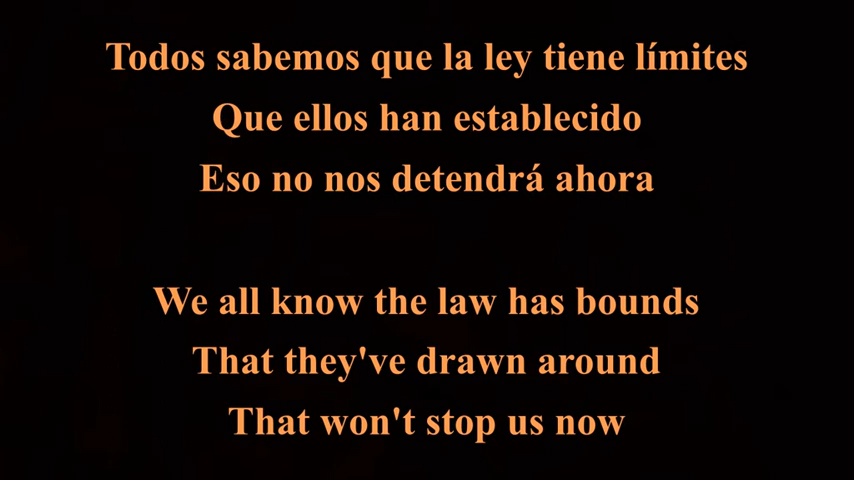 Todos sabemos que la ley tiene límites
Que ellos han establecido
Eso no nos detendrá ahora
We all know the law has bounds
That they've drawn around
That won't stop us now